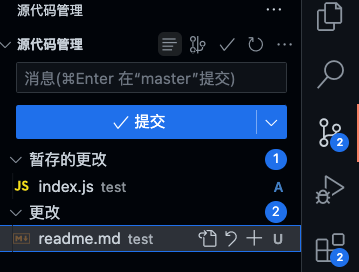 源代码管理
源代码管理
消息(⌘Enter 在“master”提交)
提交
暂存的更改 1
JS index.js test A
更改 2
readme.md test U
2
2